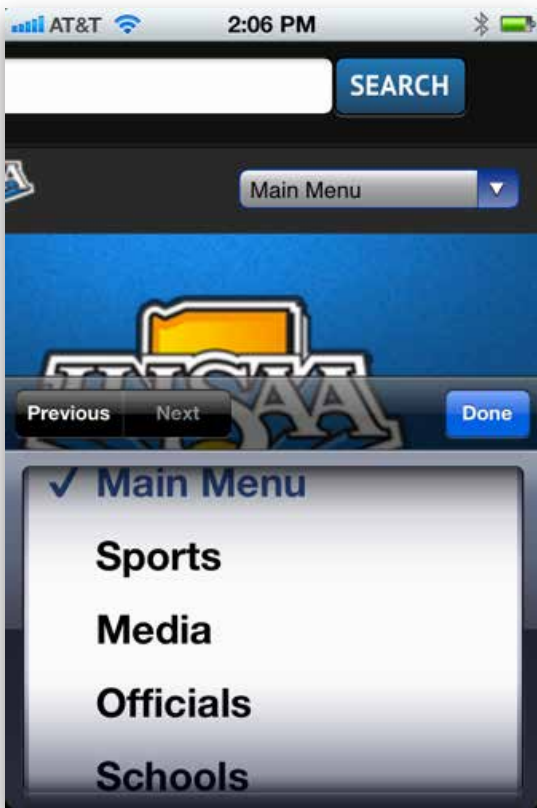 AT&T 2:06 PM
SEARCH
Main Menu
Previous Next Done
✓ Main Menu
Sports
Media
Officials
Schools